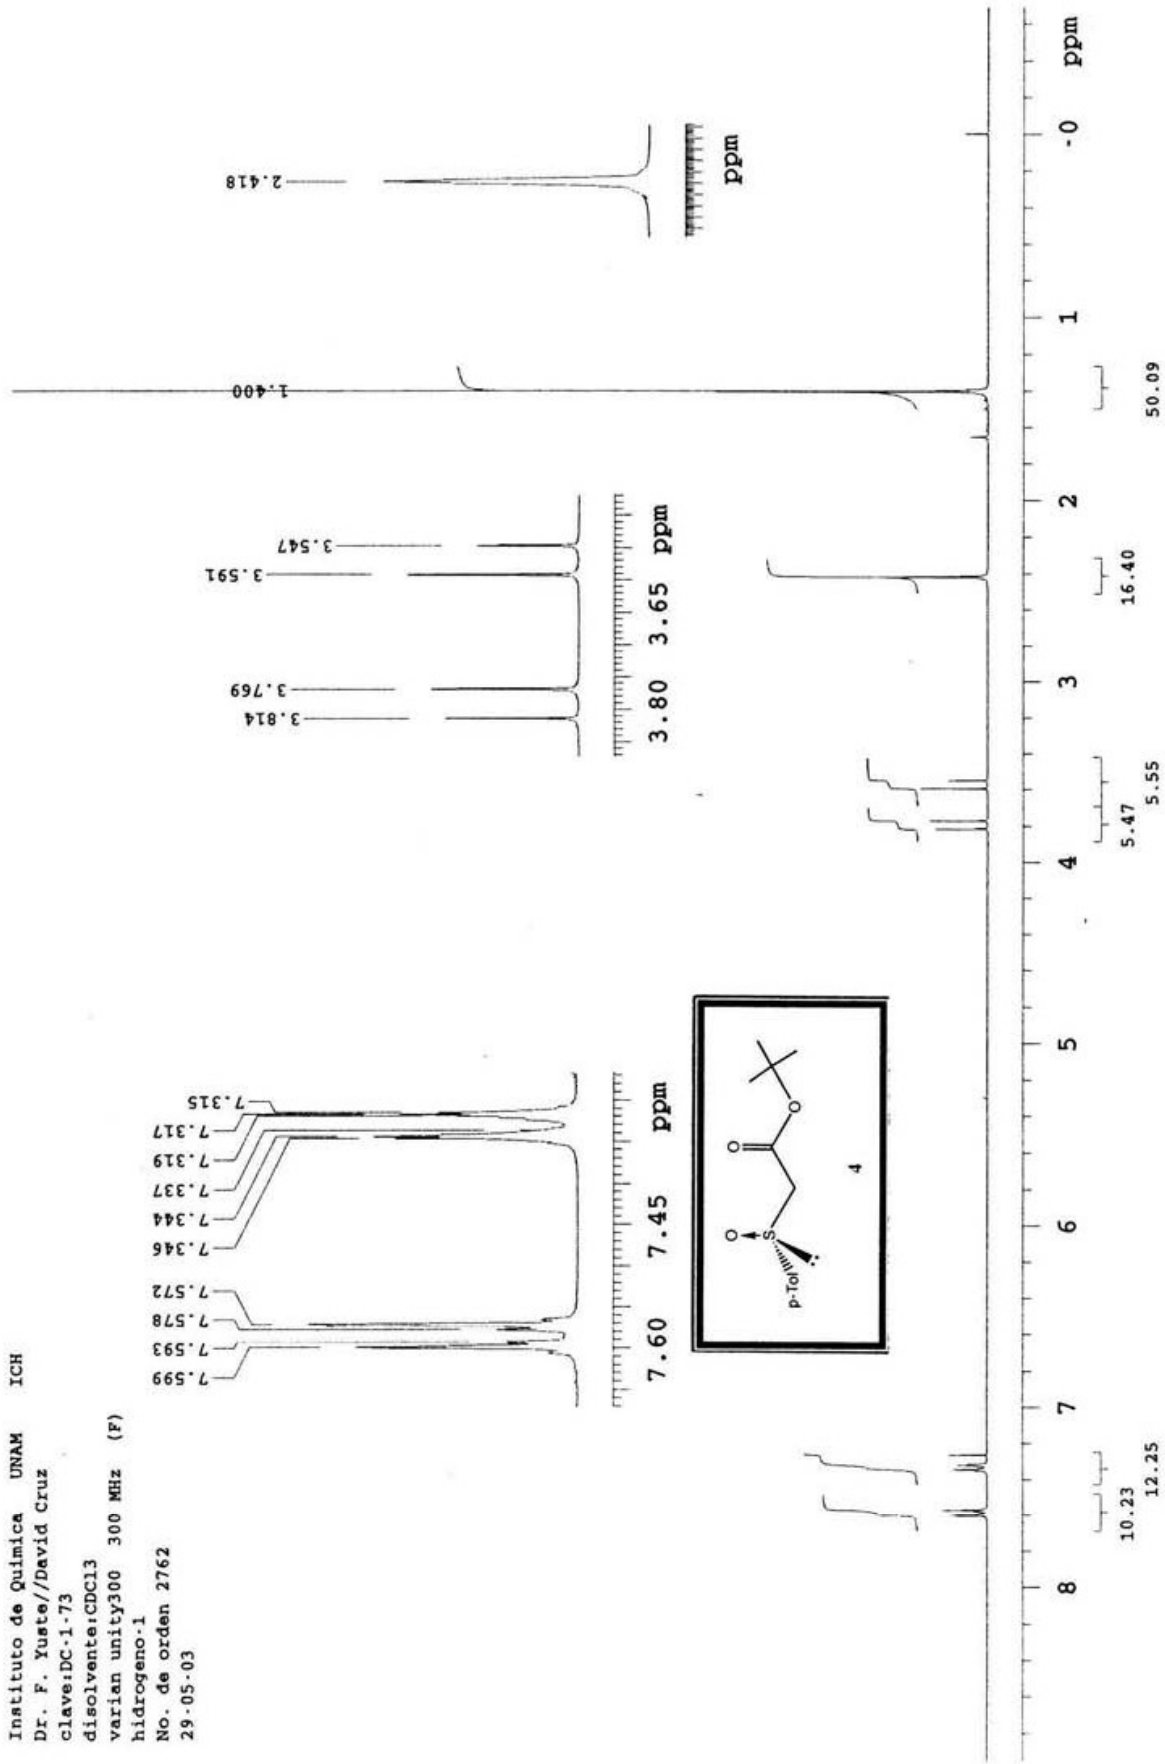 Instituto de Quimica UNAM ICH
Dr. F. Yuste//David Cruz
clave:DC-1-73
disolvente:CDCl3
varian unity300 300 MHz (F)
hidrogeno-1
No. de orden 2762
29-05-03
7.599
7.593
7.578
7.572
7.346
7.344
7.337
7.319
7.317
7.315
7.60 7.45 ppm
3.814
3.769
3.591
3.547
3.80 3.65 ppm
1.400
2.418
ppm
O
S
p-Tol
O
O
4
8 7 6 5 4 3 2 1 -0 ppm
10.23
12.25
5.47
5.55
16.40
50.09